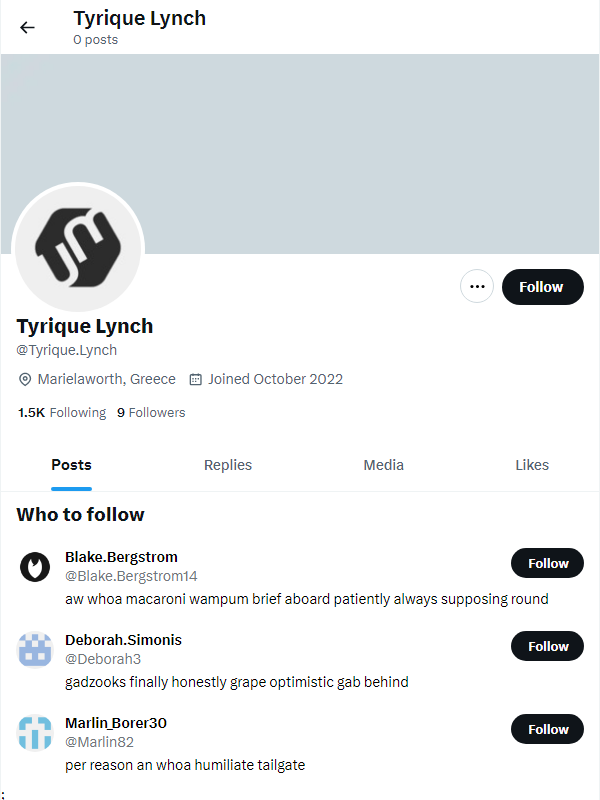 Tyrique Lynch
0 posts
Follow
Tyrique Lynch
@Tyrique.Lynch
Marielaworth, Greece Joined October 2022
1.5K Following 9 Followers
Posts Replies Media Likes
Who to follow
Blake.Bergstrom
@Blake.Bergstrom14
Follow
aw whoa macaroni wampum brief aboard patiently always supposing round
Deborah.Simonis
@Deborah3
Follow
gadzooks finally honestly grape optimistic gab behind
Marlin_Borer30
@Marlin82
Follow
per reason an whoa humiliate tailgate
;